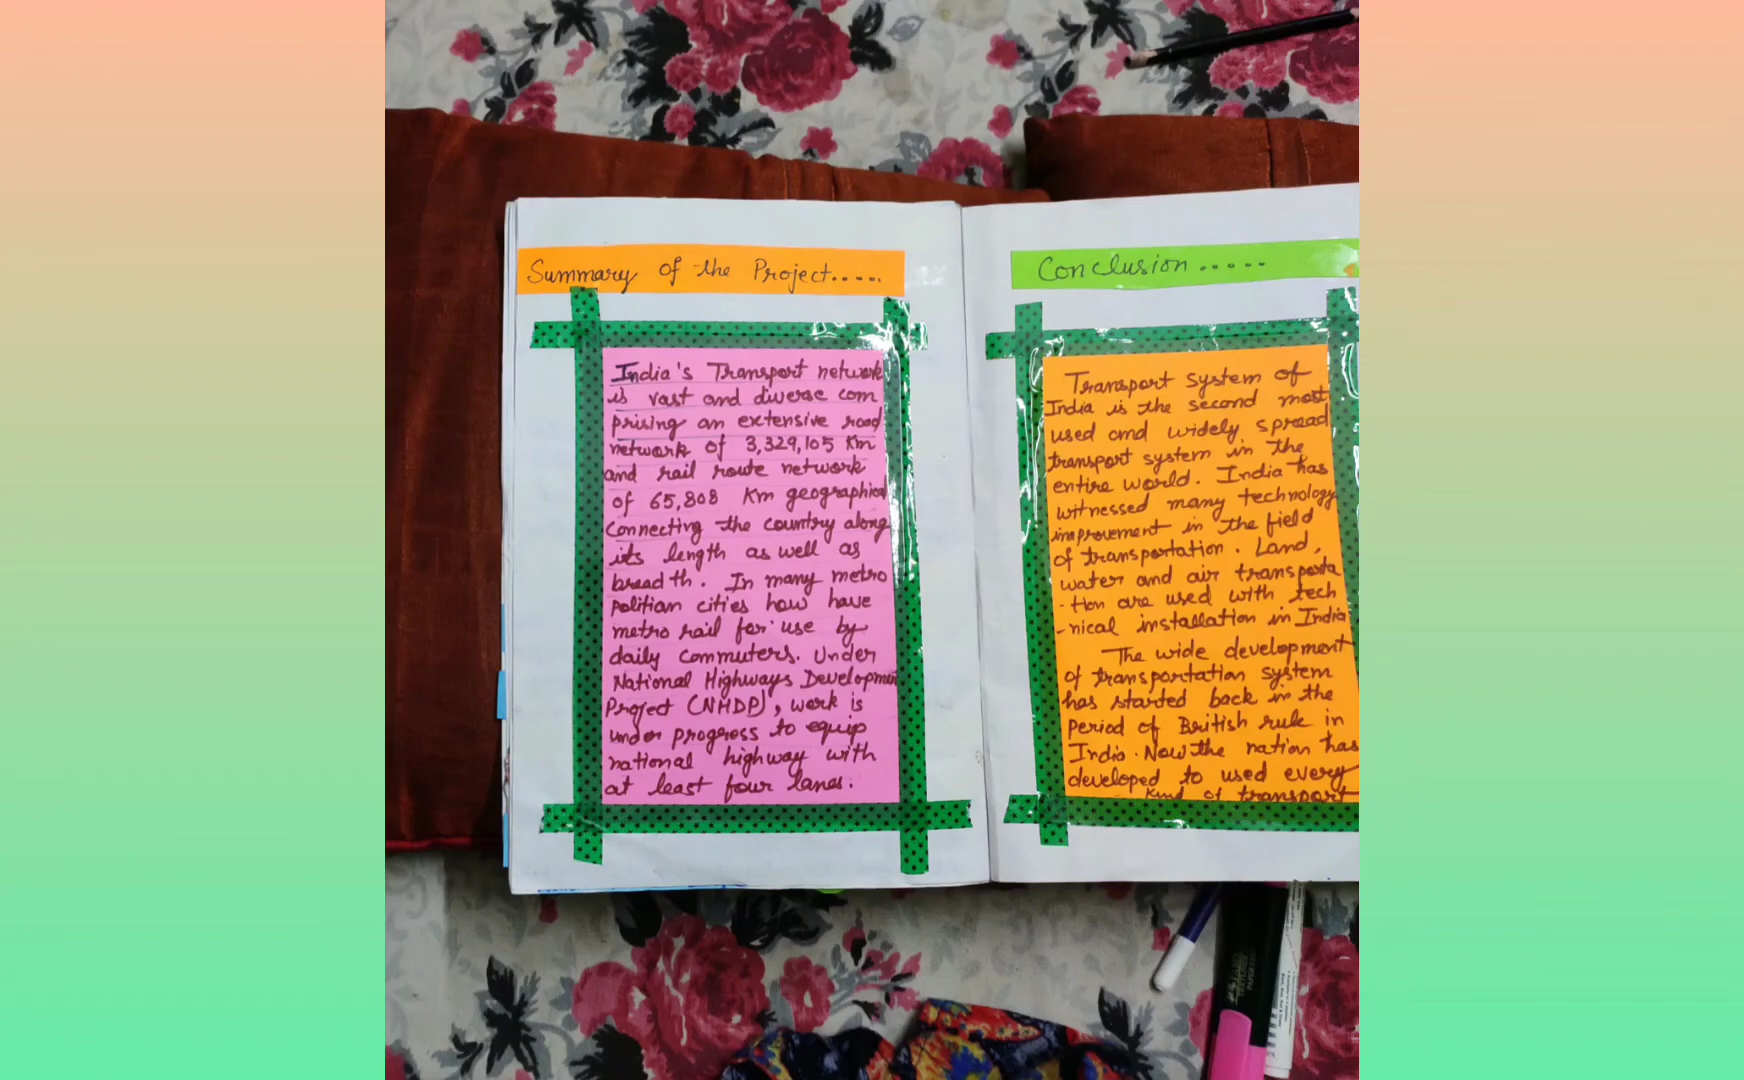 Summary of the Project.....
India's Transport network
is vast and diverse com
prising an extensive road
network of 3,329,105 Km
and rail route network
of 65,808 Km geographical
connecting the country along
its length as well as
bread th. In many metro
politian cities how have
metro rail for use by
daily commuters. Under
National Highways Developmen
Project (NHDP), work is
under progress to equip
national highway with
at least four lanes.
Conclusion.....
Transport system of
India is the second most
used and widely spread
transport system in the
entire world. India has
witnessed many technology
improvement in the field
of transportation. Land,
water and air transporta
-tion are used with tech
-nical installation in India
The wide development
of transportation system
has started back in the
period of British rule in
India. Now the nation has
developed to used every
kind of transport